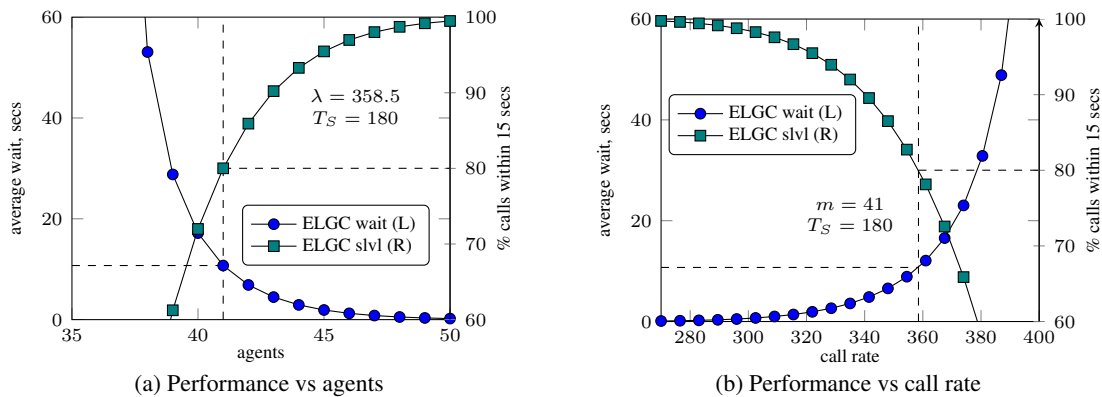 60
40
20
0
average wait, secs
35
40
45
50
agents
100
90
80
70
60
% calls within 15 secs
λ = 358.5
T_S = 180
ELGC wait (L)
ELGC slvl (R)
(a) Performance vs agents
60
40
20
0
average wait, secs
280
300
320
340
360
380
400
call rate
100
90
80
70
60
% calls within 15 secs
ELGC wait (L)
ELGC slvl (R)
m = 41
T_S = 180
(b) Performance vs call rate